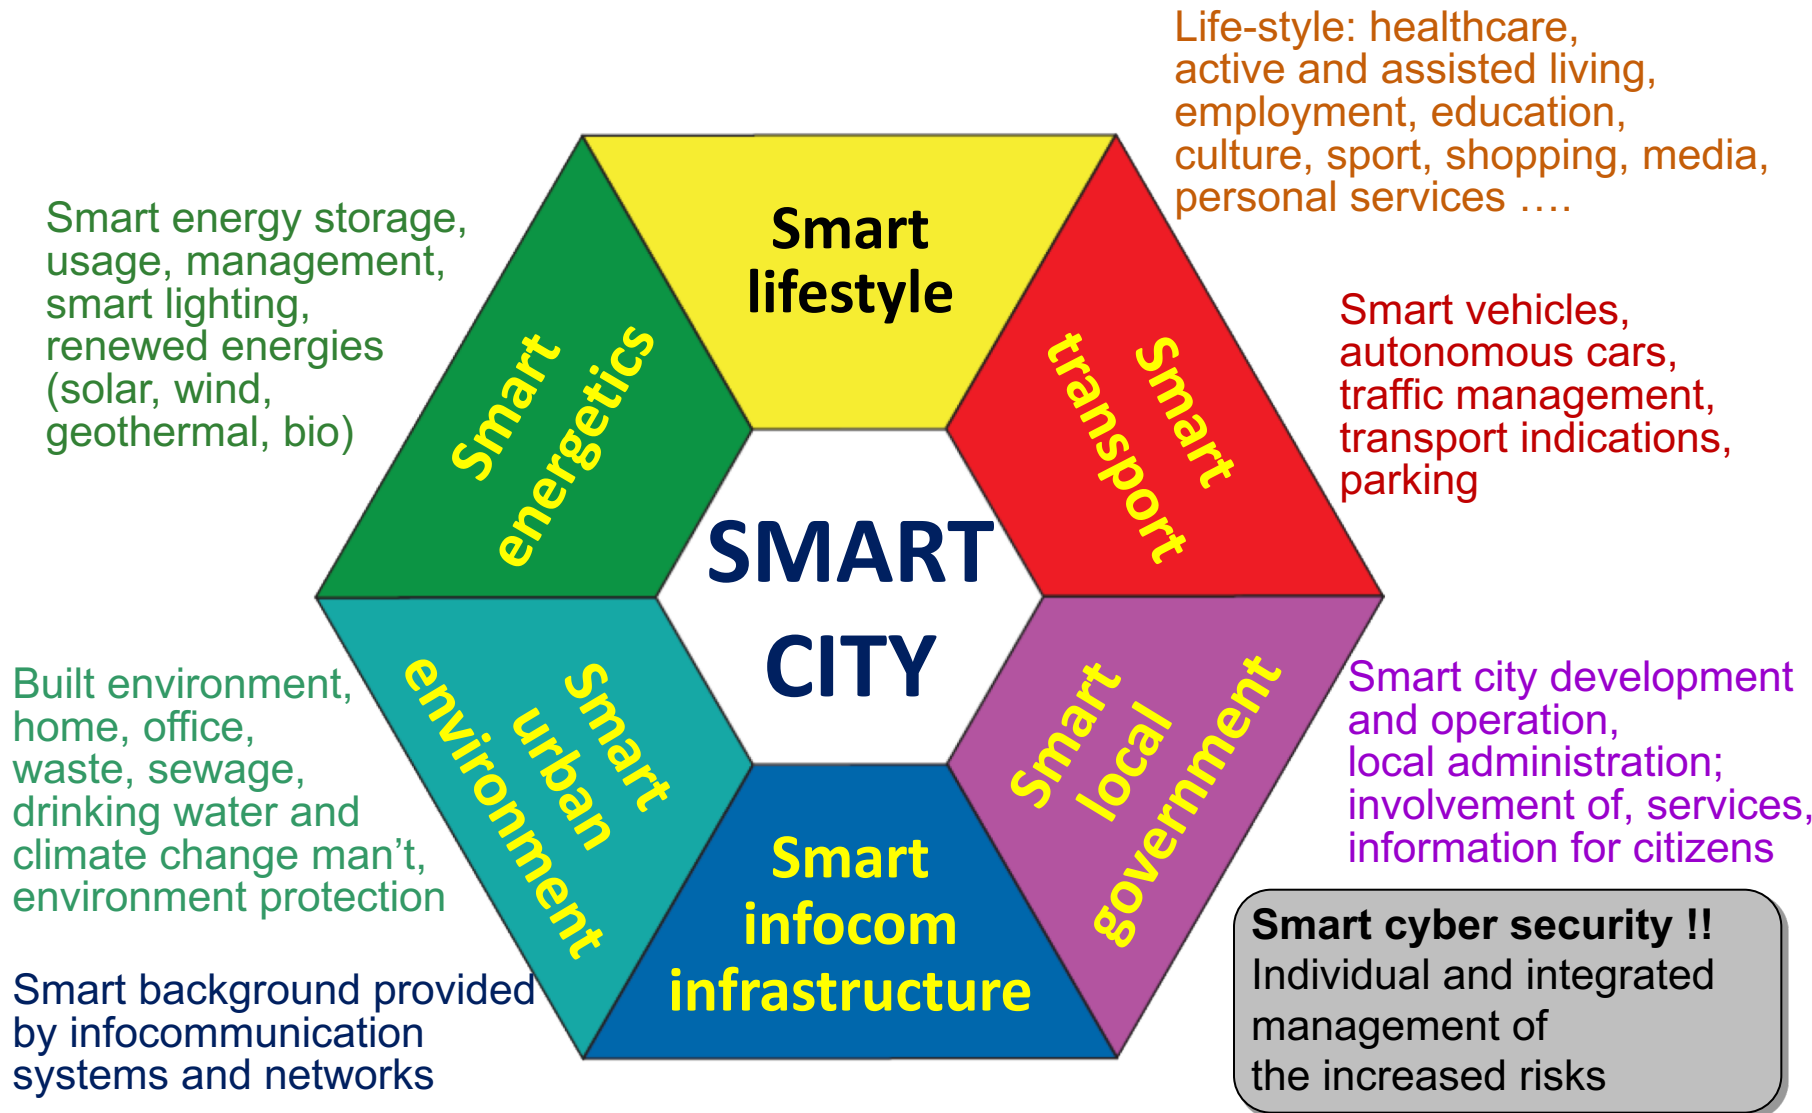 Life-style: healthcare,
active and assisted living,
employment, education,
culture, sport, shopping, media,
personal services ….
Smart energy storage,
usage, management,
smart lighting,
renewed energies
(solar, wind,
geothermal, bio)
Smart
lifestyle
Smart
energetics
Smart
transport
Smart vehicles,
autonomous cars,
traffic management,
transport indications,
parking
SMART
CITY
Built environment,
home, office,
waste, sewage,
drinking water and
climate change man’t,
environment protection
Smart
urban
environment
Smart
local
government
Smart city development
and operation,
local administration;
involvement of, services,
information for citizens
Smart
infocom
infrastructure
Smart background provided
by infocommunication
systems and networks
Smart cyber security !!
Individual and integrated
management of
the increased risks